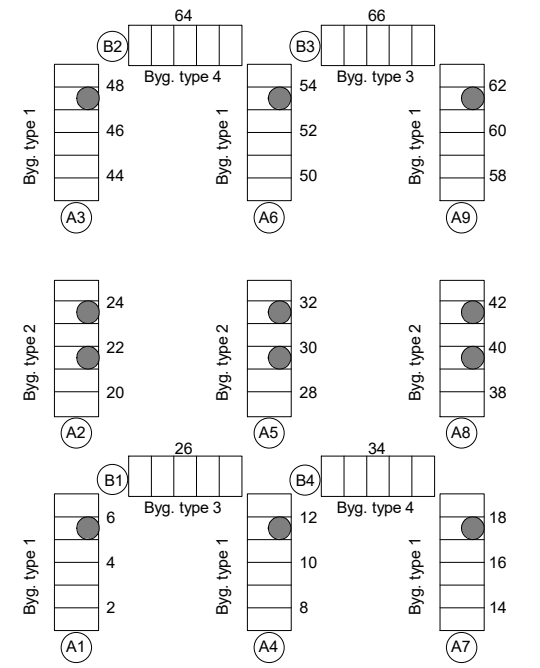 64
66
B2
B3
Byg. type 4
Byg. type 3
Byg. type 1
48
46
44
A3
Byg. type 1
54
52
50
A6
Byg. type 1
62
60
58
A9
Byg. type 2
24
22
20
A2
Byg. type 2
32
30
28
A5
Byg. type 2
42
40
38
A8
26
34
B1
B4
Byg. type 3
Byg. type 4
Byg. type 1
6
4
2
A1
Byg. type 1
12
10
8
A4
Byg. type 1
18
16
14
A7